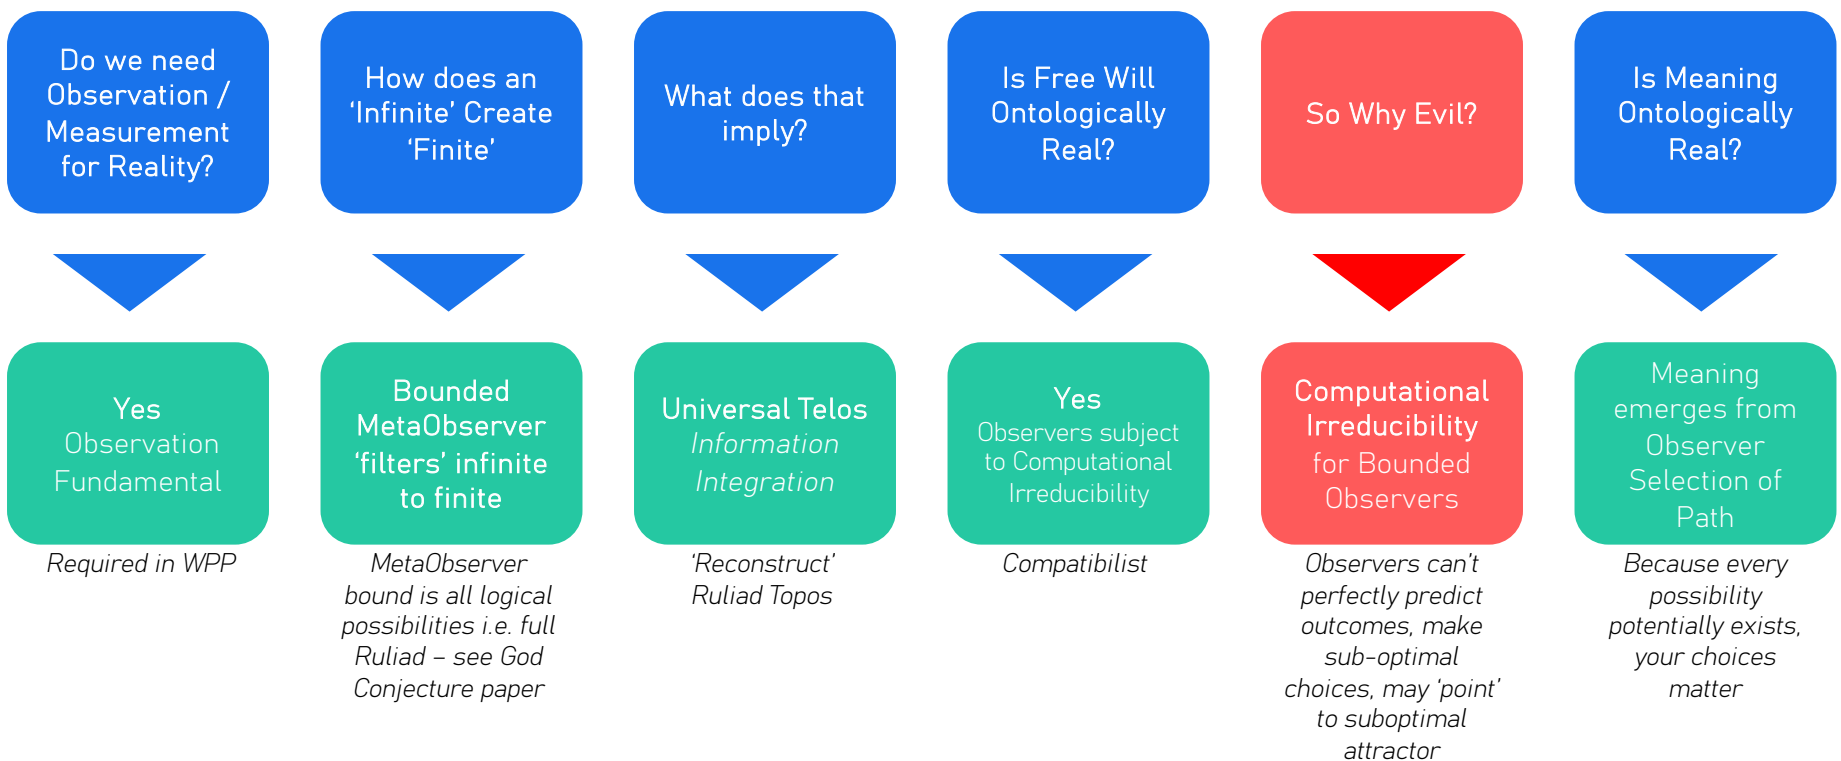 Do we need
Observation /
Measurement
for Reality?
How does an
‘Infinite’ Create
‘Finite’
What does that
imply?
Is Free Will
Ontologically
Real?
So Why Evil?
Is Meaning
Ontologically
Real?
Yes
Observation
Fundamental
Required in WPP
Bounded
MetaObserver
‘filters’ infinite
to finite
MetaObserver
bound is all logical
possibilities i.e. full
Ruliad – see God
Conjecture paper
Universal Telos
Information
Integration
‘Reconstruct’
Ruliad Topos
Yes
Observers subject
to Computational
Irreducibility
Compatibilist
Computational
Irreducibility
for Bounded
Observers
Observers can’t
perfectly predict
outcomes, make
sub-optimal
choices, may ‘point’
to suboptimal
attractor
Meaning
emerges from
Observer
Selection of
Path
Because every
possibility
potentially exists,
your choices
matter